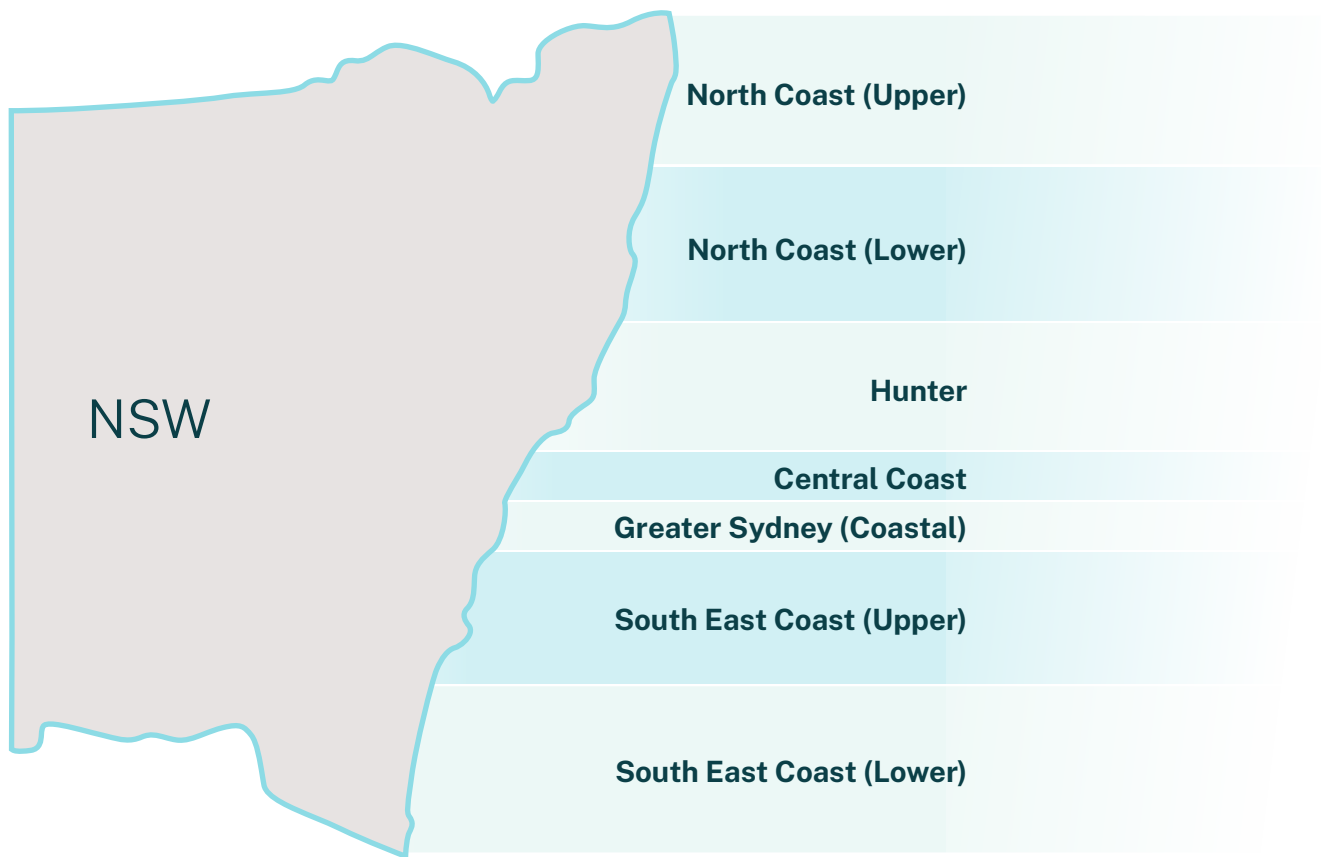 North Coast (Upper)
North Coast (Lower)
Hunter
NSW
Central Coast
Greater Sydney (Coastal)
South East Coast (Upper)
South East Coast (Lower)